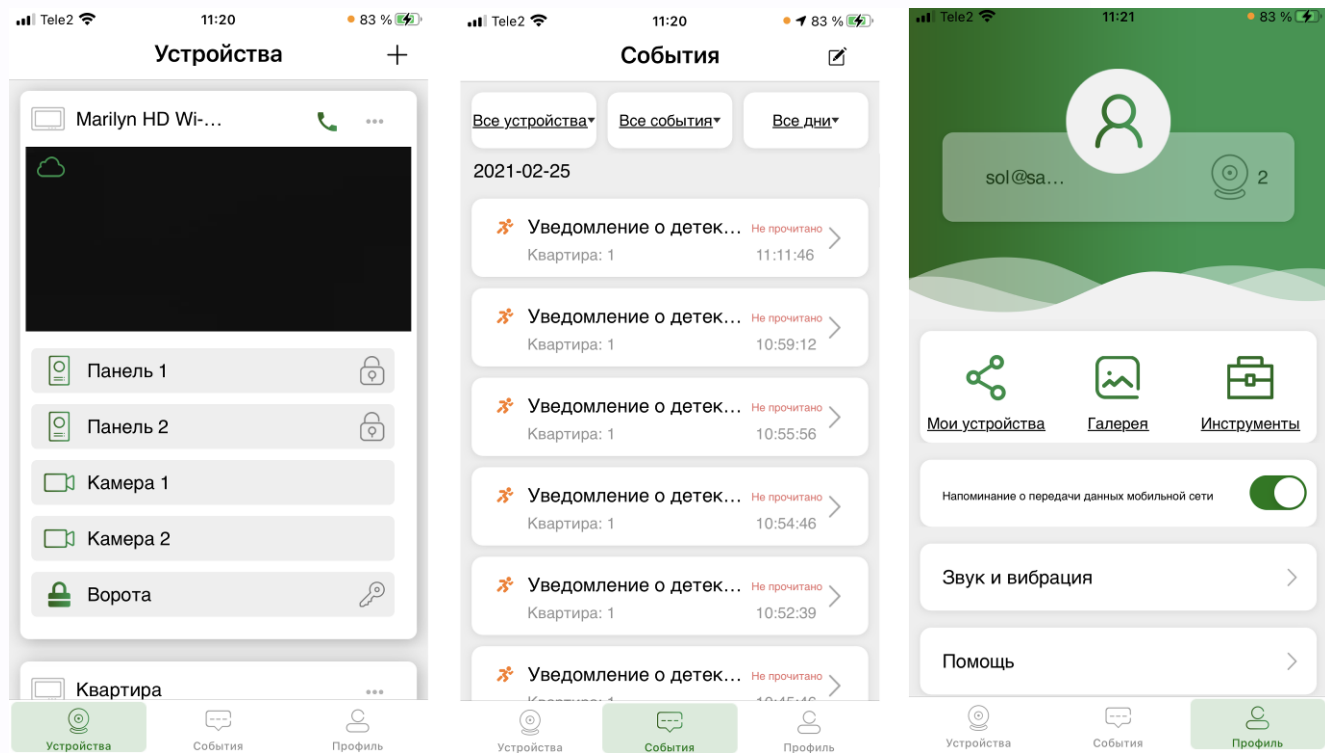 Tele2 11:20 83 %
Устройства +
Marilyn HD Wi-...
Панель 1
Панель 2
Камера 1
Камера 2
Ворота
Квартира
Устройства События Профиль
Tele2 11:20 83 %
События
Все устройства Все события Все дни
2021-02-25
Уведомление о детек... Не прочитано
Квартира: 1 11:11:46
Уведомление о детек... Не прочитано
Квартира: 1 10:59:12
Уведомление о детек... Не прочитано
Квартира: 1 10:55:56
Уведомление о детек... Не прочитано
Квартира: 1 10:54:46
Уведомление о детек... Не прочитано
Квартира: 1 10:52:39
Уведомление о детек... Не прочитано
Устройства События Профиль
Tele2 11:21 83 %
sol@sa... 2
Мои устройства Галерея Инструменты
Напоминание о передачи данных мобильной сети
Звук и вибрация
Помощь
Устройства События Профиль